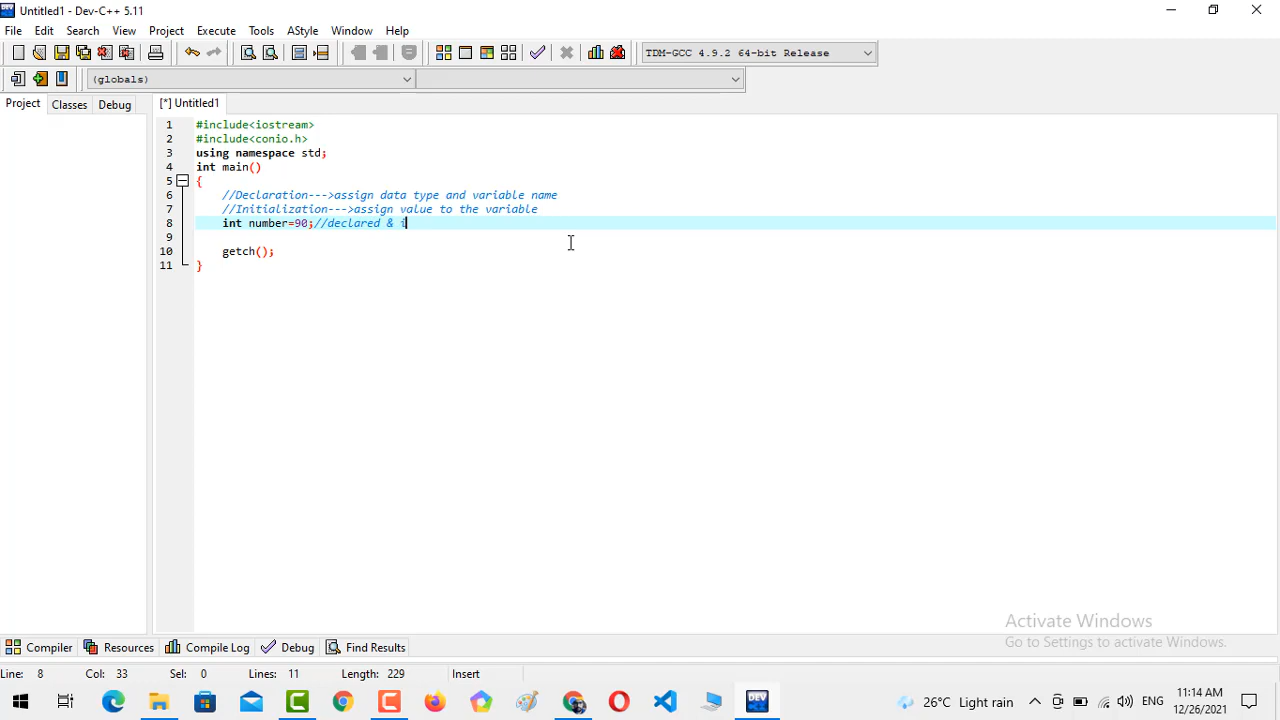 Untitled1 - Dev-C++ 5.11
File Edit Search View Project Execute Tools AStyle Window Help
TDM-GCC 4.9.2 64-bit Release
(globals)
Project Classes Debug [*] Untitled1
1 #include<iostream>
2 #include<conio.h>
3 using namespace std;
4 int main()
5 {
6 //Declaration--->assign data type and variable name
7 //Initialization--->assign value to the variable
8 int number=90;//declared & i
9
10 getch();
11 }
Activate Windows
Go to Settings to activate Windows.
Compiler Resources Compile Log Debug Find Results
Line: 8 Col: 33 Sel: 0 Lines: 11 Length: 229 Insert
DEV
26°C Light rain ENG 11:14 AM
12/26/2021